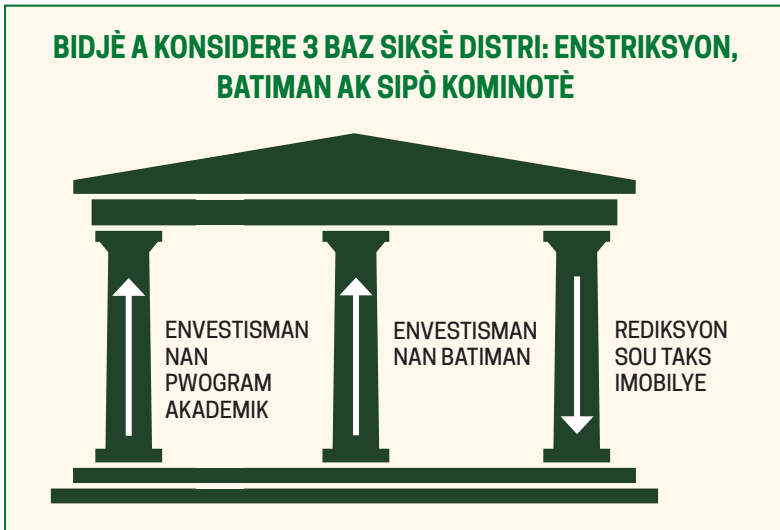 BIDJÈ A KONSIDERE 3 BAZ SIKSÈ DISTRI: ENSTRIKSYON,
BATIMAN AK SIPÒ KOMINOTÈ
ENVESTISMAN
NAN
PWOGRAM
AKADEMIK
ENVESTISMAN
NAN BATIMAN
REDIKSYON
SOU TAKS
IMOBILYE